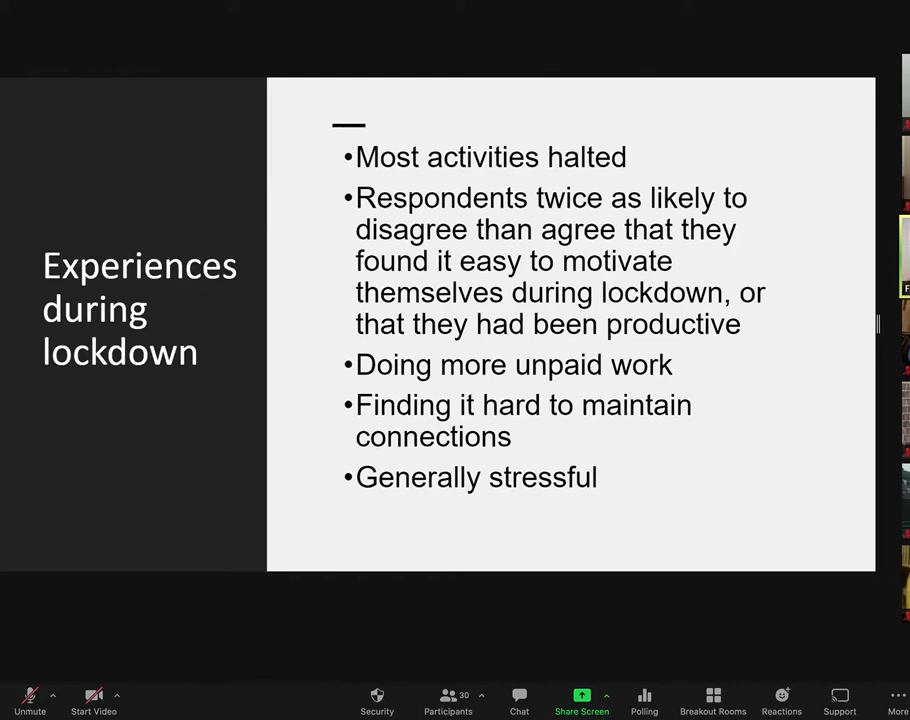 Experiences
during
lockdown
•Most activities halted
•Respondents twice as likely to
disagree than agree that they
found it easy to motivate
themselves during lockdown, or
that they had been productive
•Doing more unpaid work
•Finding it hard to maintain
connections
•Generally stressful
F
Unmute
Start Video
Security
30
Participants
Chat
Share Screen
Polling
Breakout Rooms
Reactions
Support
More